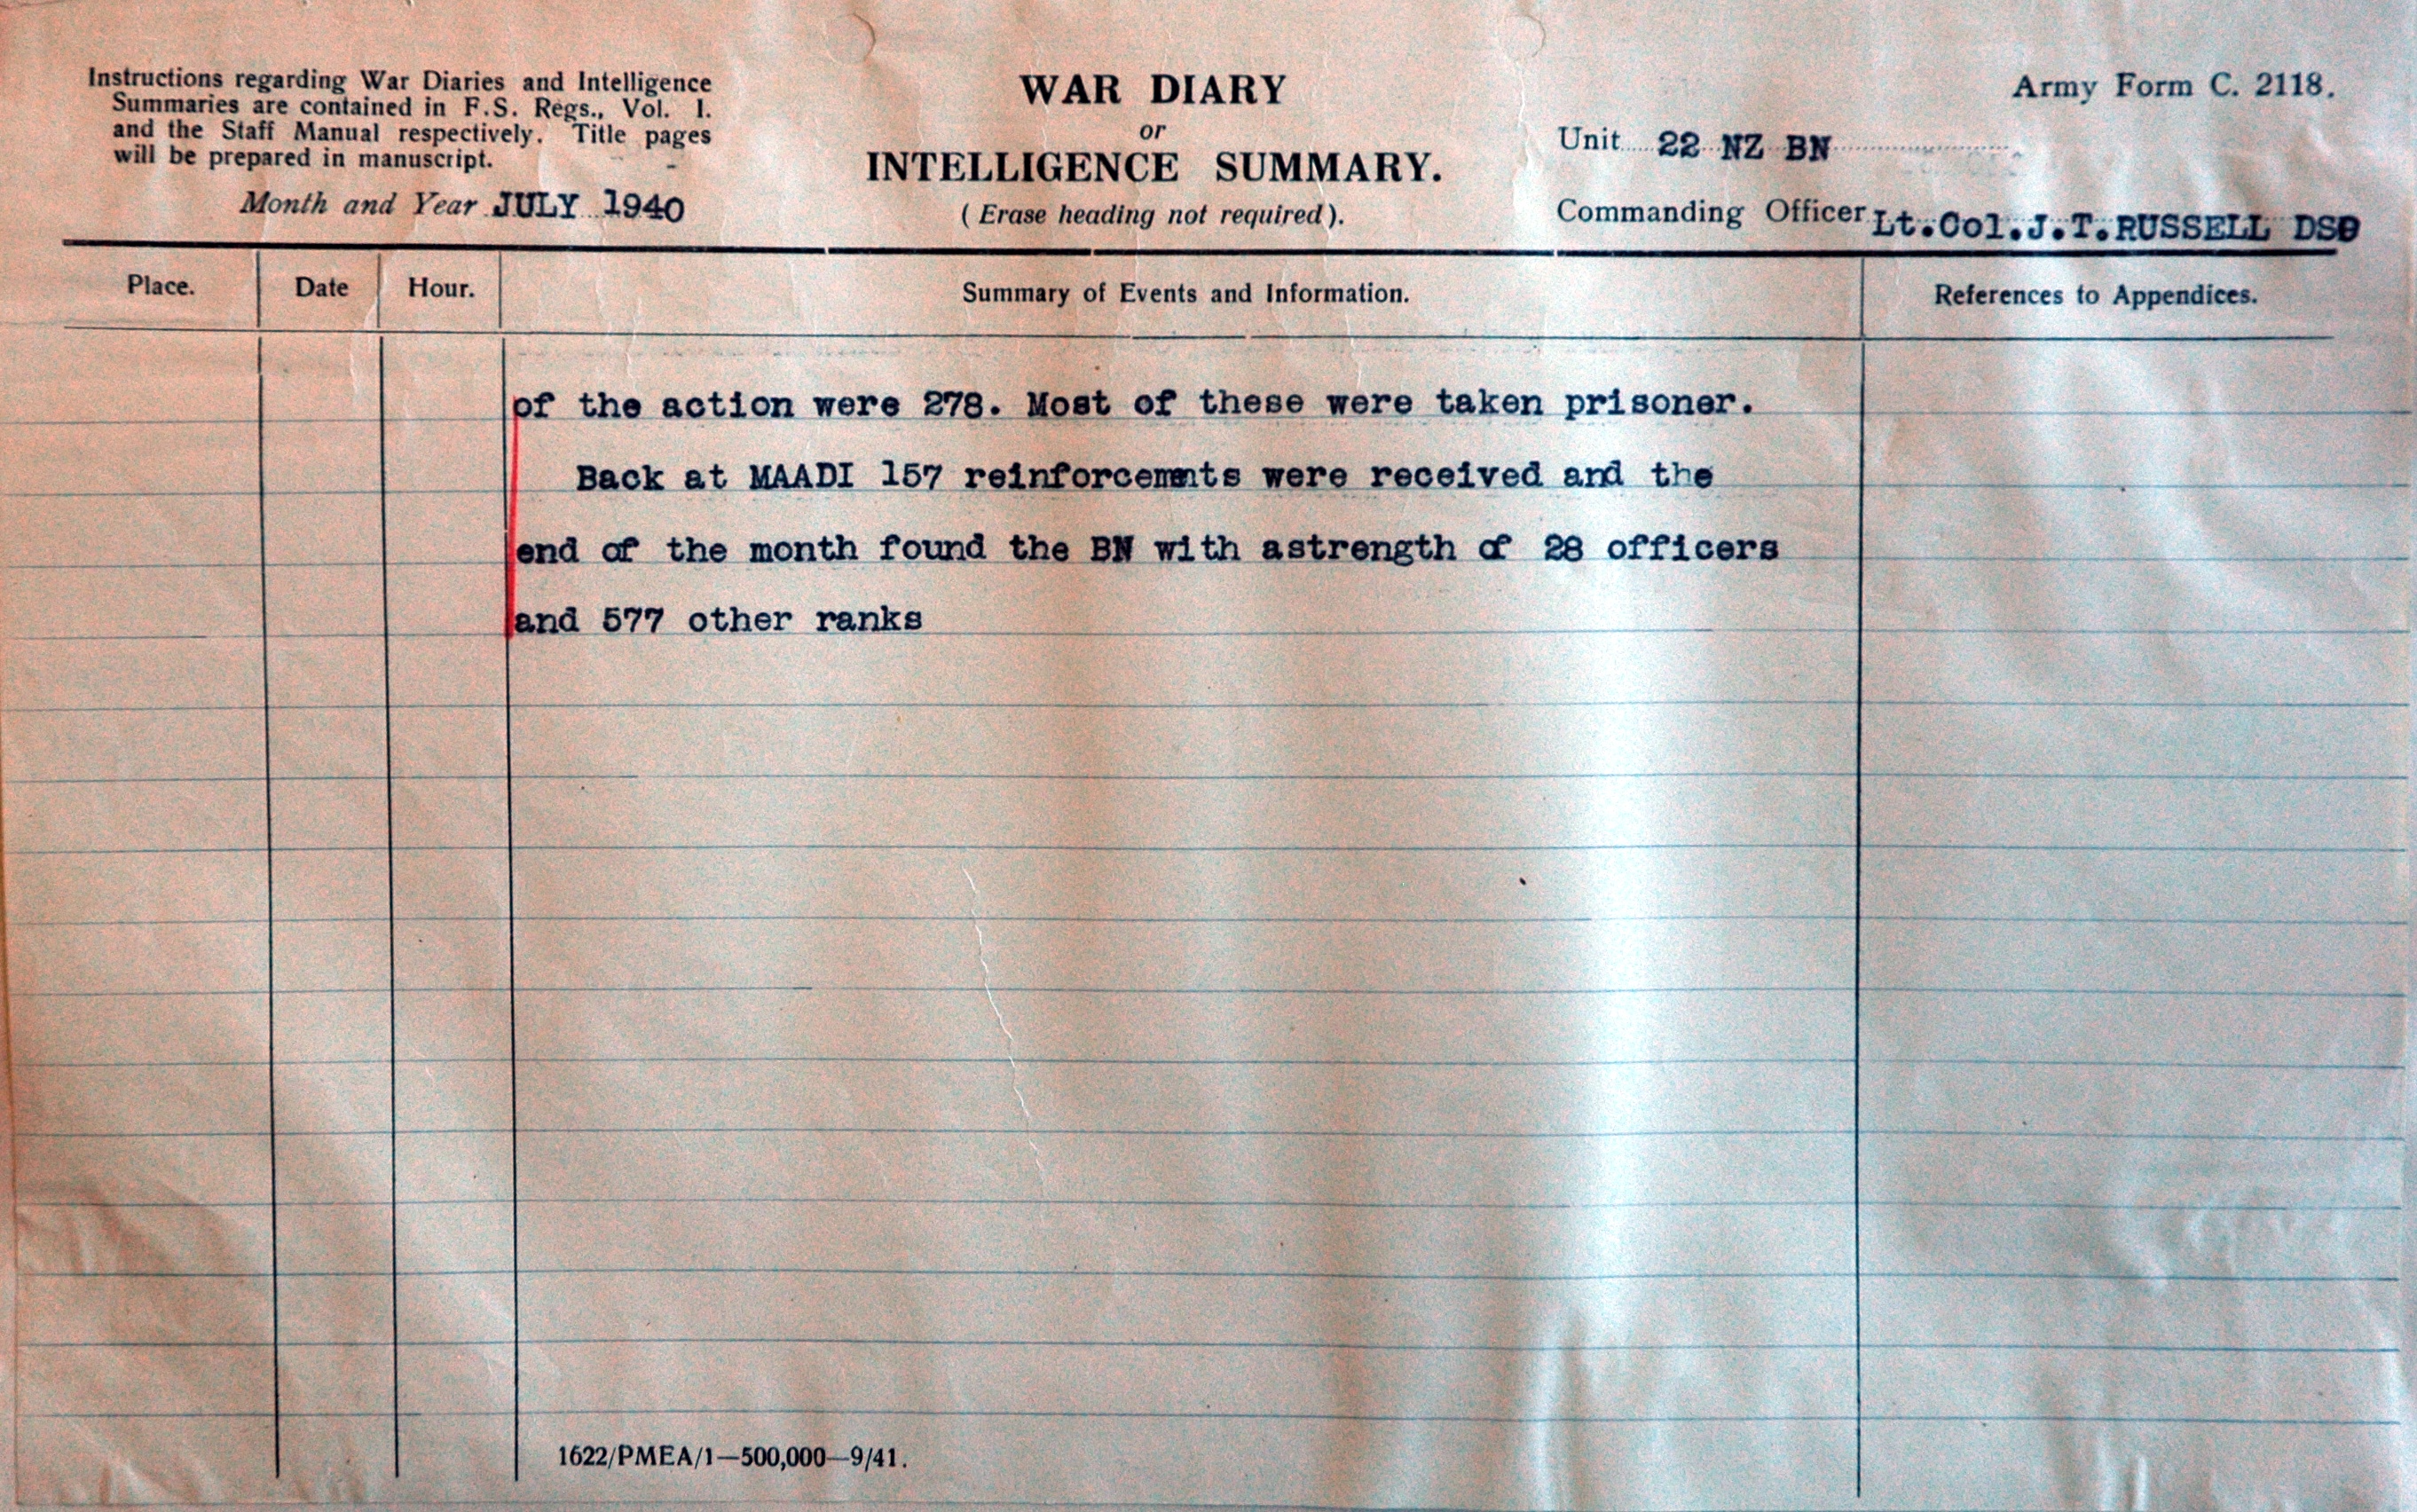 Instructions regarding War Diaries and Intelligence
Summaries are contained in F.S. Regs., Vol. I.
and the Staff Manual respectively. Title pages
will be prepared in manuscript.
Month and Year JULY 1940
WAR DIARY
or
INTELLIGENCE SUMMARY.
(Erase heading not required).
Army Form C. 2118.
Unit 22 NZ BN
Commanding Officer Lt.Col.J.T.RUSSELL DSO
Place. Date Hour. Summary of Events and Information. References to Appendices.
of the action were 278. Most of these were taken prisoner.
Back at MAADI 157 reinforcements were received and the
end of the month found the BN with astrength of 28 officers
and 577 other ranks
1622/PMEA/1—500,000—9/41.